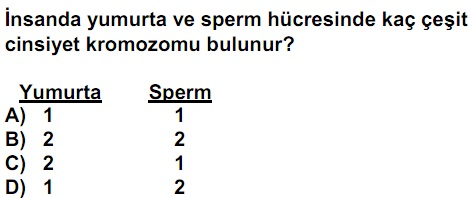 İnsanda yumurta ve sperm hücresinde kaç çeşit
cinsiyet kromozomu bulunur?
Yumurta Sperm
A) 1 1
B) 2 2
C) 2 1
D) 1 2